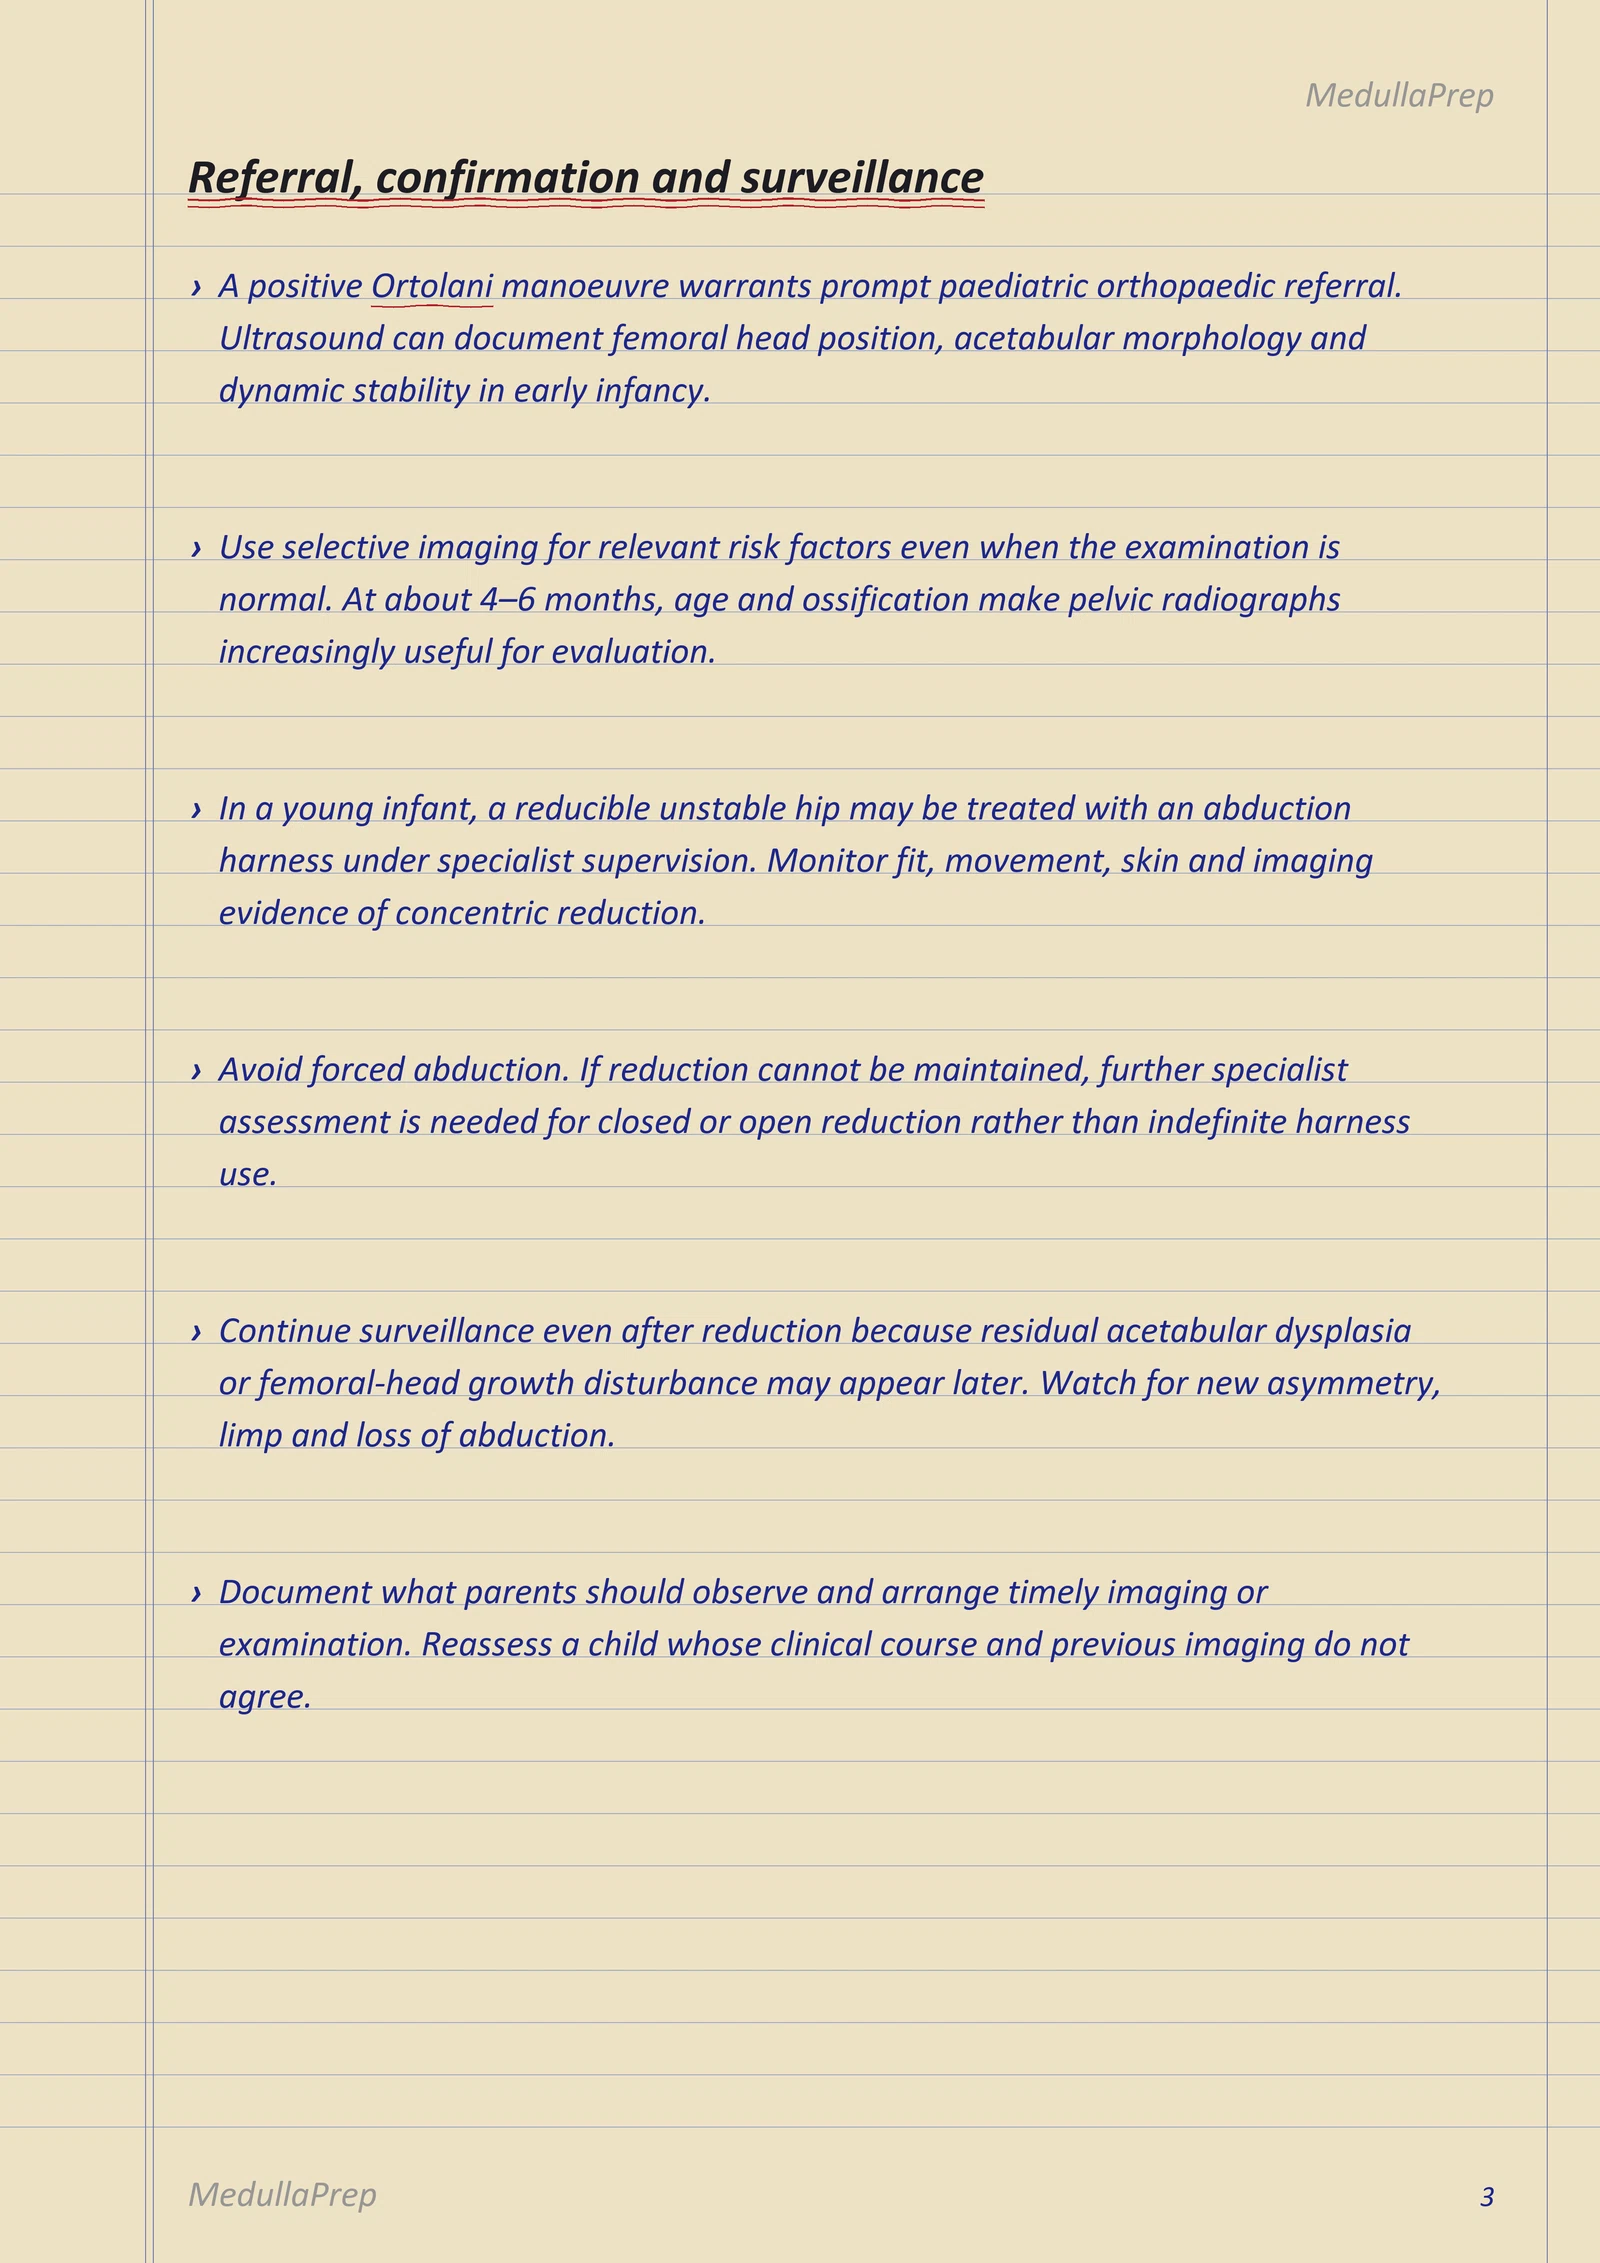 MedullaPrep
Referral, confirmation and surveillance
› A positive Ortolani manoeuvre warrants prompt paediatric orthopaedic referral.
Ultrasound can document femoral head position, acetabular morphology and
dynamic stability in early infancy.
› Use selective imaging for relevant risk factors even when the examination is
normal. At about 4–6 months, age and ossification make pelvic radiographs
increasingly useful for evaluation.
› In a young infant, a reducible unstable hip may be treated with an abduction
harness under specialist supervision. Monitor fit, movement, skin and imaging
evidence of concentric reduction.
› Avoid forced abduction. If reduction cannot be maintained, further specialist
assessment is needed for closed or open reduction rather than indefinite harness
use.
› Continue surveillance even after reduction because residual acetabular dysplasia
or femoral-head growth disturbance may appear later. Watch for new asymmetry,
limp and loss of abduction.
› Document what parents should observe and arrange timely imaging or
examination. Reassess a child whose clinical course and previous imaging do not
agree.
MedullaPrep
3